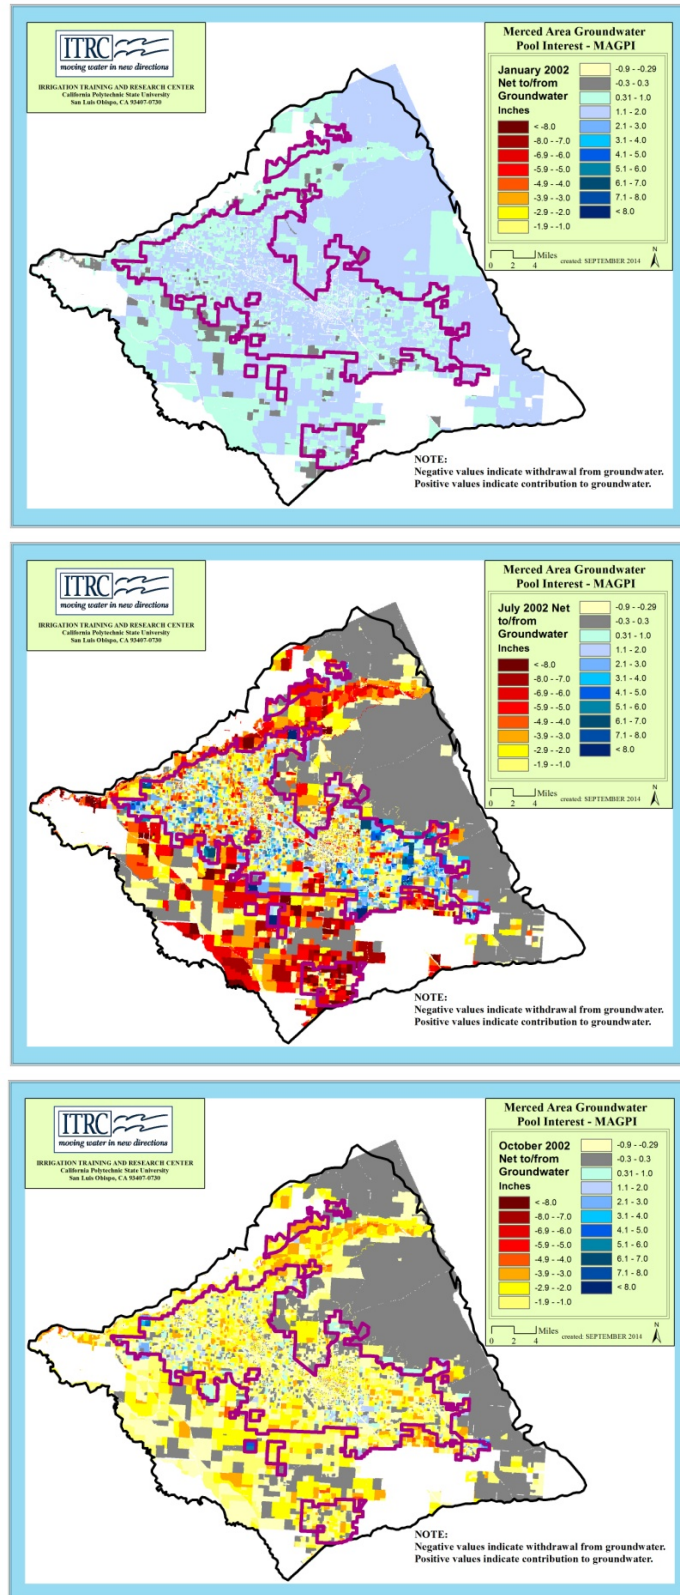 ITRC
moving water in new directions
IRRIGATION TRAINING AND RESEARCH CENTER
California Polytechnic State University
San Luis Obispo, CA 93407-0730
Merced Area Groundwater
Pool Interest - MAGPI
January 2002
Net to/from
Groundwater
Inches
< -8.0
-8.0 - -7.0
-6.9 - -6.0
-5.9 - -5.0
-4.9 - -4.0
-3.9 - -3.0
-2.9 - -2.0
-1.9 - -1.0
-0.9 - -0.29
-0.3 - 0.3
0.31 - 1.0
1.1 - 2.0
2.1 - 3.0
3.1 - 4.0
4.1 - 5.0
5.1 - 6.0
6.1 - 7.0
7.1 - 8.0
< 8.0
Miles
0 2 4
created: SEPTEMBER 2014
N
NOTE:
Negative values indicate withdrawal from groundwater.
Positive values indicate contribution to groundwater.
ITRC
moving water in new directions
IRRIGATION TRAINING AND RESEARCH CENTER
California Polytechnic State University
San Luis Obispo, CA 93407-0730
Merced Area Groundwater
Pool Interest - MAGPI
July 2002 Net
to/from
Groundwater
Inches
< -8.0
-8.0 - -7.0
-6.9 - -6.0
-5.9 - -5.0
-4.9 - -4.0
-3.9 - -3.0
-2.9 - -2.0
-1.9 - -1.0
-0.9 - -0.29
-0.3 - 0.3
0.31 - 1.0
1.1 - 2.0
2.1 - 3.0
3.1 - 4.0
4.1 - 5.0
5.1 - 6.0
6.1 - 7.0
7.1 - 8.0
< 8.0
Miles
0 2 4
created: SEPTEMBER 2014
N
NOTE:
Negative values indicate withdrawal from groundwater.
Positive values indicate contribution to groundwater.
ITRC
moving water in new directions
IRRIGATION TRAINING AND RESEARCH CENTER
California Polytechnic State University
San Luis Obispo, CA 93407-0730
Merced Area Groundwater
Pool Interest - MAGPI
October 2002
Net to/from
Groundwater
Inches
< -8.0
-8.0 - -7.0
-6.9 - -6.0
-5.9 - -5.0
-4.9 - -4.0
-3.9 - -3.0
-2.9 - -2.0
-1.9 - -1.0
-0.9 - -0.29
-0.3 - 0.3
0.31 - 1.0
1.1 - 2.0
2.1 - 3.0
3.1 - 4.0
4.1 - 5.0
5.1 - 6.0
6.1 - 7.0
7.1 - 8.0
< 8.0
Miles
0 2 4
created: SEPTEMBER 2014
N
NOTE:
Negative values indicate withdrawal from groundwater.
Positive values indicate contribution to groundwater.